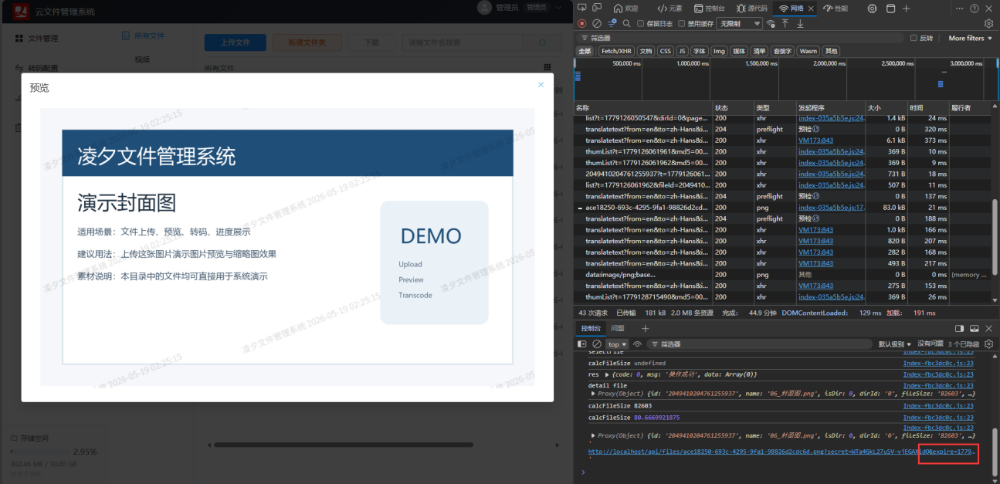 云文件管理系统
管理员
管理员
文件管理
所有文件
视频
转码配置
上传文件
新建文件夹
下载
请输文件名搜索
所有文件
预览
凌夕文件管理系统
演示封面图
适用场景：文件上传、预览、转码、进度展示
建议用法：上传这张图片演示图片预览与缩略图效果
素材说明：本目录中的文件均可直接用于系统演示
DEMO
Upload
Preview
Transcode
凌夕文件管理系统 2026-05-19 02:25:15
存储空间
2.95%
302.46 MB / 10.00 GB
欢迎
元素
控制台
源代码
网络
性能
保留日志
禁用缓存
无限制
筛选器
反转
More filters
全部
Fetch/XHR
文档
CSS
JS
字体
Img
媒体
清单
套接字
Wasm
其他
500,000 ms
1,000,000 ms
1,500,000 ms
2,000,000 ms
2,500,000 ms
3,000,000 ms
名称 状态 类型 发起程序 大小 时间 履行者
list?t=1779126050547&dirId=0&page... 200 xhr index-035a5b5e.js:24. 1.4 kB 24 ms
translatetext?from=en&to=zh-Hans&i... 204 preflight 预检 0 B 320 ms
translatetext?from=en&to=zh-Hans&i... 200 xhr VM173:843 6.1 kB 373 ms
thumList?t=1779126061961&md5=00... 200 xhr index-035a5b5e.js:24. 369 B 10 ms
thumList?t=1779126061962&md5=00... 200 xhr index-035a5b5e.js:24. 369 B 9 ms
2049410204761255937?t=1779126061... 200 xhr index-035a5b5e.js:24. 731 B 18 ms
list?t=1779126061962&fileId=2049410... 200 xhr index-035a5b5e.js:24. 507 B 11 ms
translatetext?from=en&to=zh-Hans&i... 204 preflight 预检 0 B 137 ms
ace18250-693c-4295-9fa1-98826d2cd... 200 png index-035a5b5e.js:17. 83.0 kB 21 ms
translatetext?from=en&to=zh-Hans&i... 204 preflight 预检 0 B 188 ms
translatetext?from=en&to=zh-Hans&i... 200 xhr VM173:843 1.0 kB 166 ms
translatetext?from=en&to=zh-Hans&i... 200 xhr VM173:843 820 B 207 ms
translatetext?from=en&to=zh-Hans&i... 200 xhr VM173:843 282 B 168 ms
translatetext?from=en&to=zh-Hans&i... 200 xhr VM173:843 493 B 217 ms
dataimage/png;base... 200 png 其他 0 B 0 ms (memory ...
translatetext?from=en&to=zh-Hans&i... 200 xhr VM173:843 275 B 153 ms
thumList?t=1779128715490&md5=00... 200 xhr index-035a5b5e.js:24. 369 B 26 ms
43 次请求 已传输 181 kB 2.0 MB 条资源 完成: 44.9 分钟 DOMContentLoaded: 129 ms 加载: 191 ms
控制台
问题
top
筛选器
默认级别
没有问题
3 个已隐藏
selectFile Index-fbc3dc0c.js:23
calcFileSize undefined Index-fbc3dc0c.js:23
res {code: 0, msg: '操作成功', data: Array(0)} Index-fbc3dc0c.js:23
detail file Index-fbc3dc0c.js:23
Proxy(Object) {id: '2049410204761255937', name: '06_封面图.png', isDir: 0, dirId: '0', fileSize: '82603', …}
calcFileSize 82603 Index-fbc3dc0c.js:23
calcFileSize 80.6669921875 Index-fbc3dc0c.js:23
Index-fbc3dc0c.js:23
Proxy(Object) {id: '2049410204761255937', name: '06_封面图.png', isDir: 0, dirId: '0', fileSize: '82603', …}
http://localhost/api/files/ace18250-693c-4295-9fa1-98826d2cdc6d.png?secret=WTa4GkL27uSV-vjEGAXidQ&expire=1779…